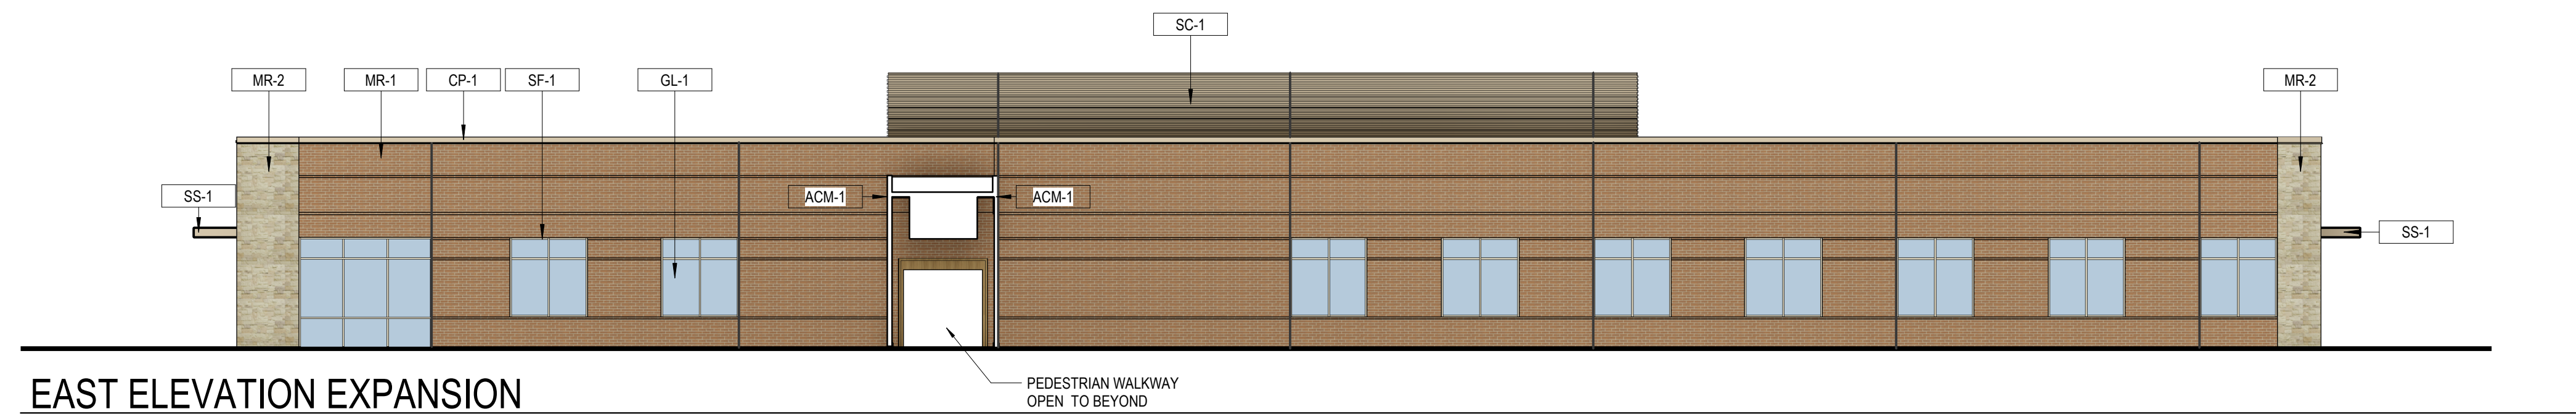 SC-1
MR-2
MR-1
CP-1
SF-1
GL-1
MR-2
SS-1
ACM-1
ACM-1
SS-1
PEDESTRIAN WALKWAY
OPEN TO BEYOND
EAST ELEVATION EXPANSION